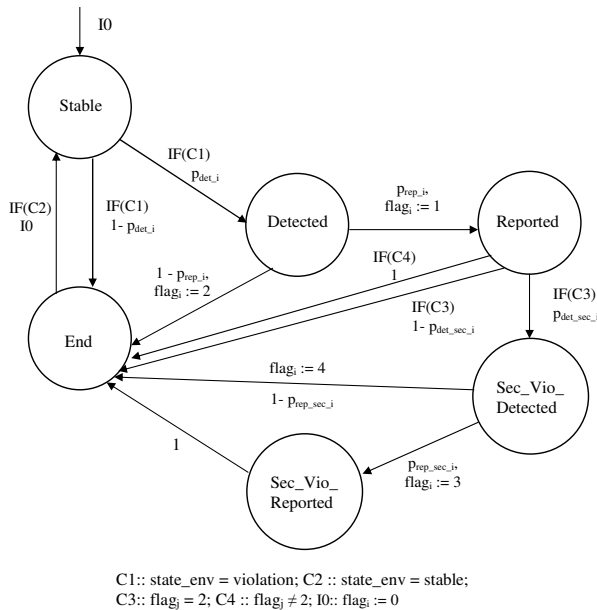 I0
Stable
IF(C1)
p_det_i
IF(C2)
I0
IF(C1)
1- p_det_i
Detected
p_rep_i,
flag_i := 1
Reported
IF(C4)
1
1 - p_rep_i,
flag_i := 2
IF(C3)
1- p_det_sec_i
IF(C3)
p_det_sec_i
End
flag_i := 4
1- p_rep_sec_i
Sec_Vio_
Detected
1
Sec_Vio_
Reported
p_rep_sec_i,
flag_i := 3
C1:: state_env = violation; C2 :: state_env = stable;
C3:: flag_j = 2; C4 :: flag_j ≠ 2; I0:: flag_i := 0